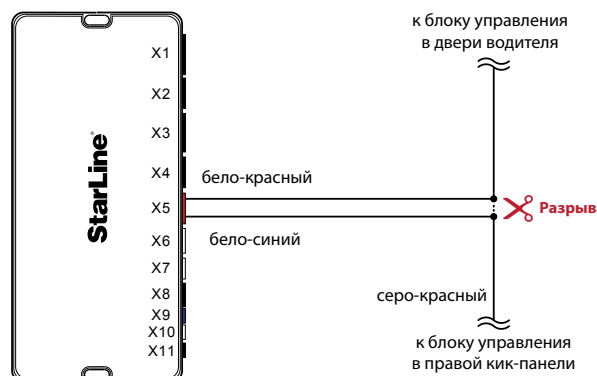 к блоку управления
в двери водителя
X1
X2
X3
X4
X5
X6
X7
X8
X9
X10
X11
StarLine
бело-красный
Разрыв
бело-синий
серо-красный
к блоку управления
в правой кик-панели